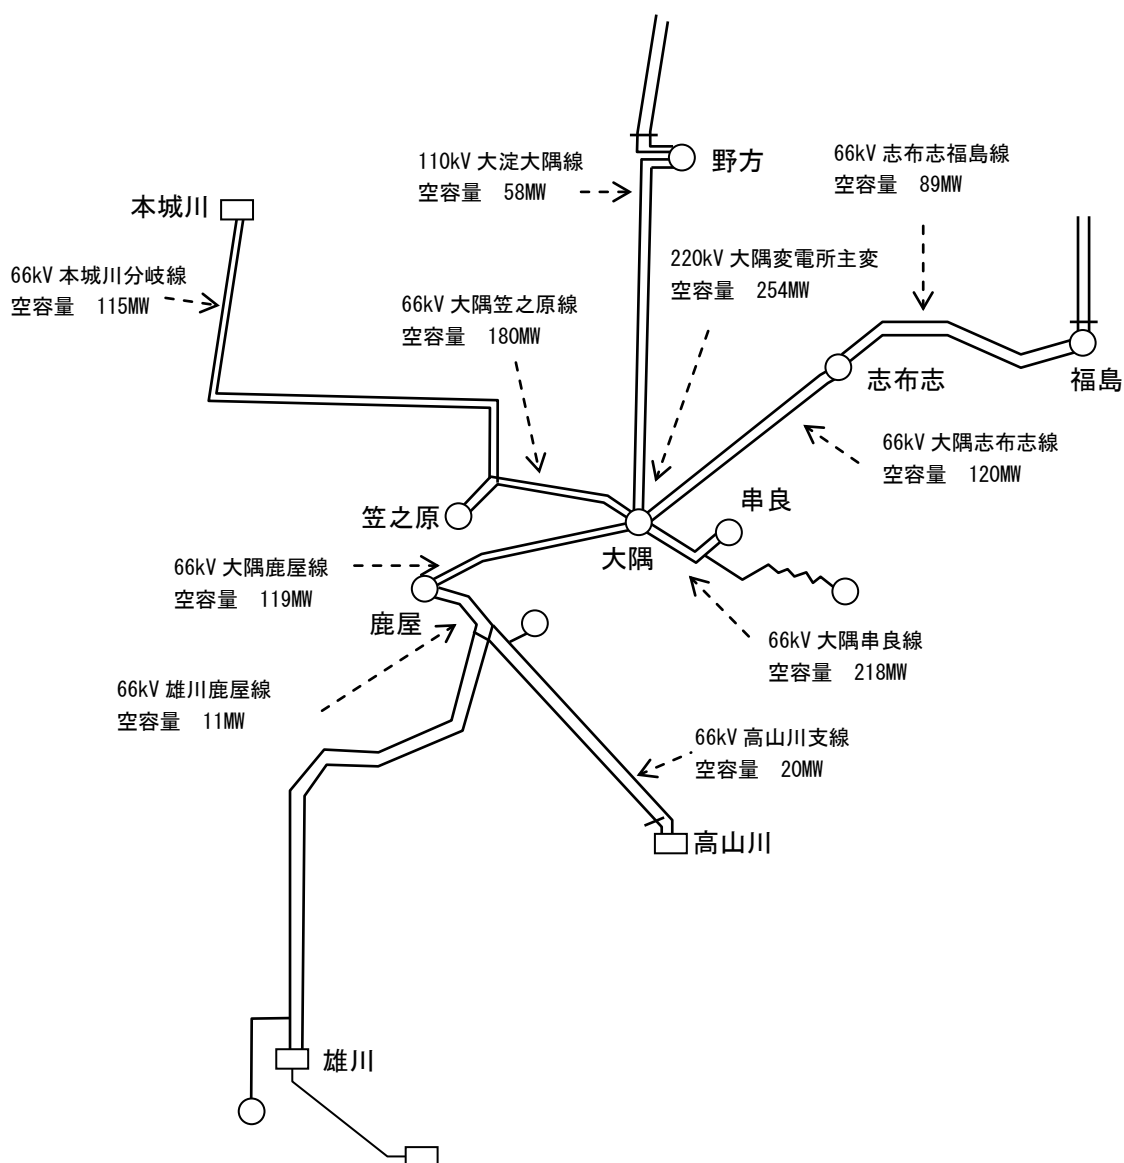 110kV 大淀大隅線
空容量 58MW
野方
66kV 志布志福島線
空容量 89MW
本城川
66kV 本城川分岐線
空容量 115MW
66kV 大隅笠之原線
空容量 180MW
220kV 大隅変電所主変
空容量 254MW
志布志
福島
66kV 大隅志布志線
空容量 120MW
笠之原
串良
大隅
66kV 大隅鹿屋線
空容量 119MW
鹿屋
66kV 大隅串良線
空容量 218MW
66kV 雄川鹿屋線
空容量 11MW
66kV 高山川支線
空容量 20MW
高山川
雄川